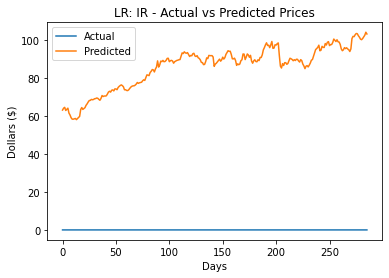 LR: IR - Actual vs Predicted Prices
Actual
Predicted
Dollars ($)
100
80
60
40
20
0
0 50 100 150 200 250
Days